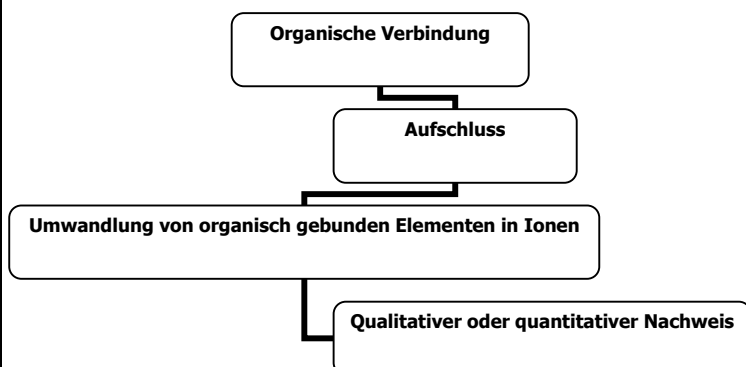 Organische Verbindung
Aufschluss
Umwandlung von organisch gebunden Elementen in Ionen
Qualitativer oder quantitativer Nachweis